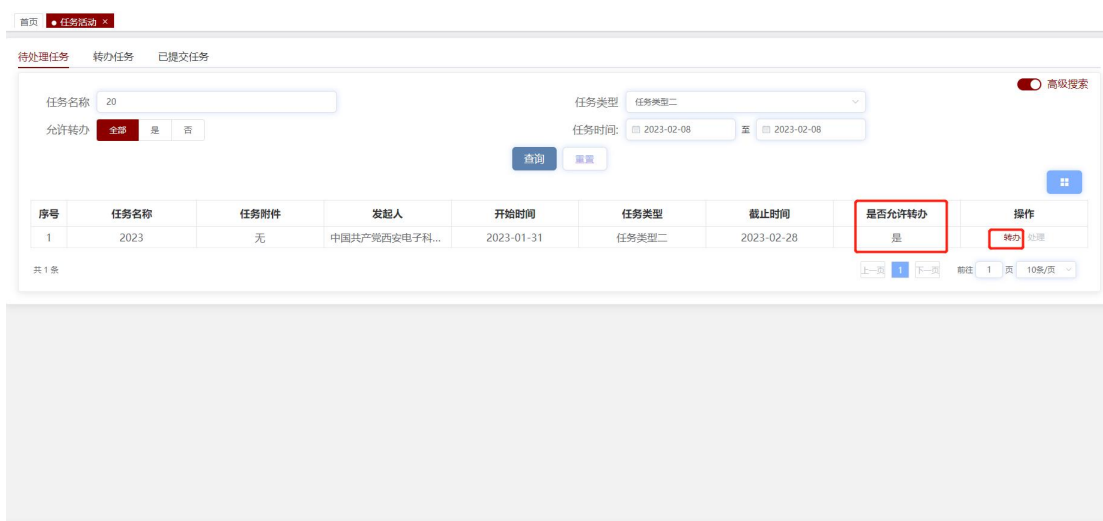 首页 任务活动 ×
待处理任务 转办任务 已提交任务
高级搜索
任务名称 20 任务类型 任务类型二
允许转办 全部 是 否 任务时间: 2023-02-08 至 2023-02-08
查询 重置
序号 任务名称 任务附件 发起人 开始时间 任务类型 截止时间 是否允许转办 操作
1 2023 无 中国共产党西安电子科... 2023-01-31 任务类型二 2023-02-28 是 转办 处理
共 1 条 上一页 1 下一页 前往 1 页 10条/页